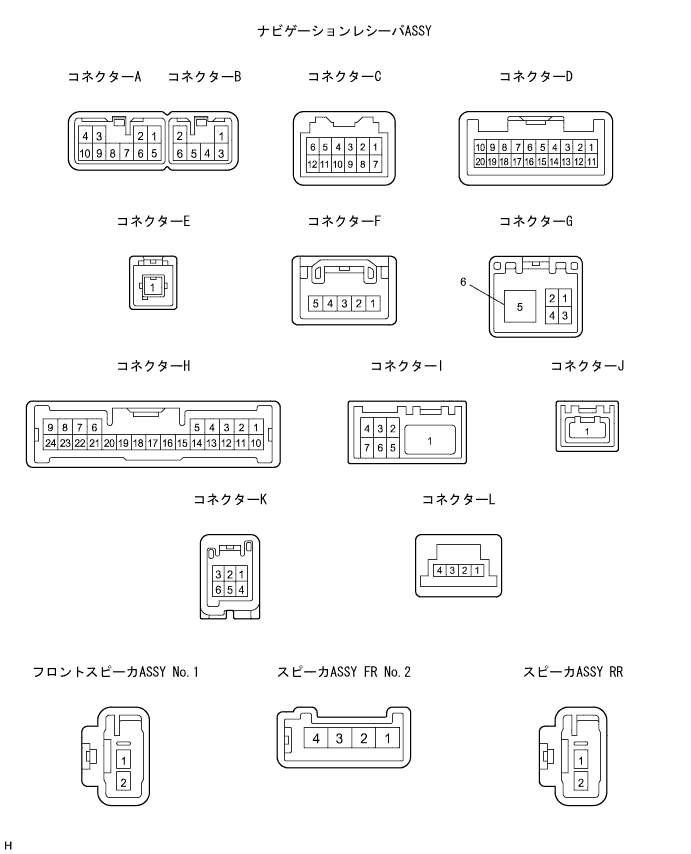 ナビゲーションレシーバASSY
コネクターA コネクターB コネクターC コネクターD
4 3 2 1
10 9 8 7 6 5
2 1
6 5 4 3
6 5 4 3 2 1
12 11 10 9 8 7
10 9 8 7 6 5 4 3 2 1
20 19 18 17 16 15 14 13 12 11
コネクターE コネクターF コネクターG
1
5 4 3 2 1
6
5
2 1
4 3
コネクターH コネクターI コネクターJ
9 8 7 6 5 4 3 2 1
24 23 22 21 20 19 18 17 16 15 14 13 12 11 10
4 3 2
7 6 5
1
1
コネクターK コネクターL
3 2 1
6 5 4
4 3 2 1
フロントスピーカASSY No.1 スピーカASSY FR No.2 スピーカASSY RR
1
2
4 3 2 1
1
2
H